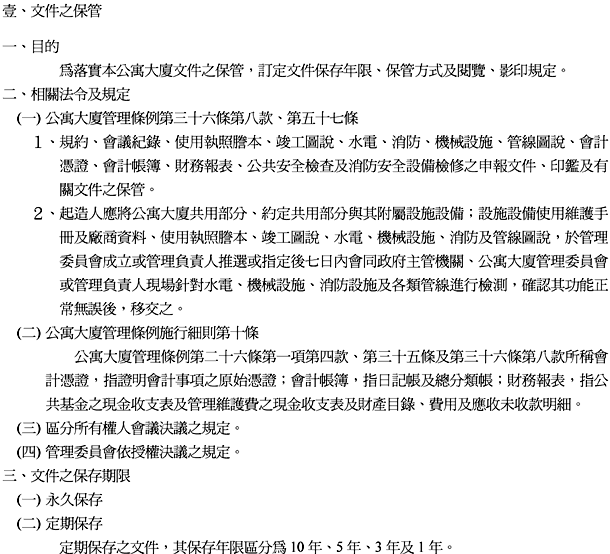 壹、文件之保管
一、目的
為落實本公寓大廈文件之保管，訂定文件保存年限、保管方式及閱覽、影印規定。
二、相關法令及規定
(一) 公寓大廈管理條例第三十六條第八款、第五十七條
１、規約、會議紀錄、使用執照謄本、竣工圖說、水電、消防、機械設施、管線圖說、會計
憑證、會計帳簿、財務報表、公共安全檢查及消防安全設備檢修之申報文件、印鑑及有
關文件之保管。
２、起造人應將公寓大廈共用部分、約定共用部分與其附屬設施設備；設施設備使用維護手
冊及廠商資料、使用執照謄本、竣工圖說、水電、機械設施、消防及管線圖說，於管理
委員會成立或管理負責人推選或指定後七日內會同政府主管機關、公寓大廈管理委員會
或管理負責人現場針對水電、機械設施、消防設施及各類管線進行檢測，確認其功能正
常無誤後，移交之。
(二) 公寓大廈管理條例施行細則第十條
公寓大廈管理條例第二十六條第一項第四款、第三十五條及第三十六條第八款所稱會
計憑證，指證明會計事項之原始憑證；會計帳簿，指日記帳及總分類帳；財務報表，指公
共基金之現金收支表及管理維護費之現金收支表及財產目錄、費用及應收未收款明細。
(三) 區分所有權人會議決議之規定。
(四) 管理委員會依授權決議之規定。
三、文件之保存期限
(一) 永久保存
(二) 定期保存
定期保存之文件，其保存年限區分為 10 年、5 年、3 年及 1 年。